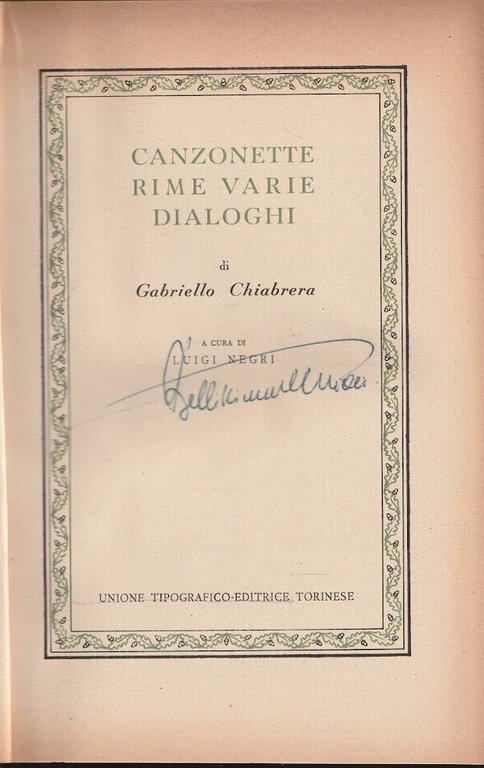 CANZONETTE
RIME VARIE
DIALOGHI
di
Gabriello Chiabrera
A CURA DI
LUIGI NEGRI
UNIONE TIPOGRAFICO-EDITRICE TORINESE